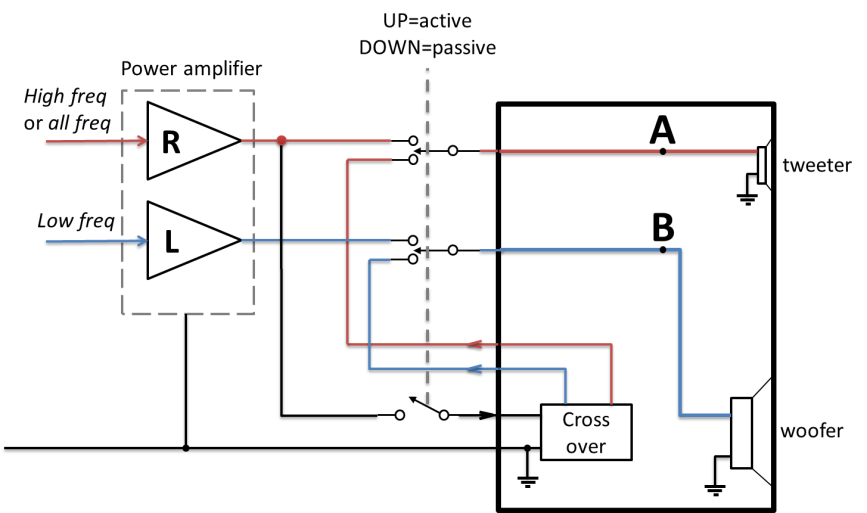 UP=active
DOWN=passive
Power amplifier
High freq
or all freq
R
A
tweeter
Low freq
L
B
Cross
over
woofer